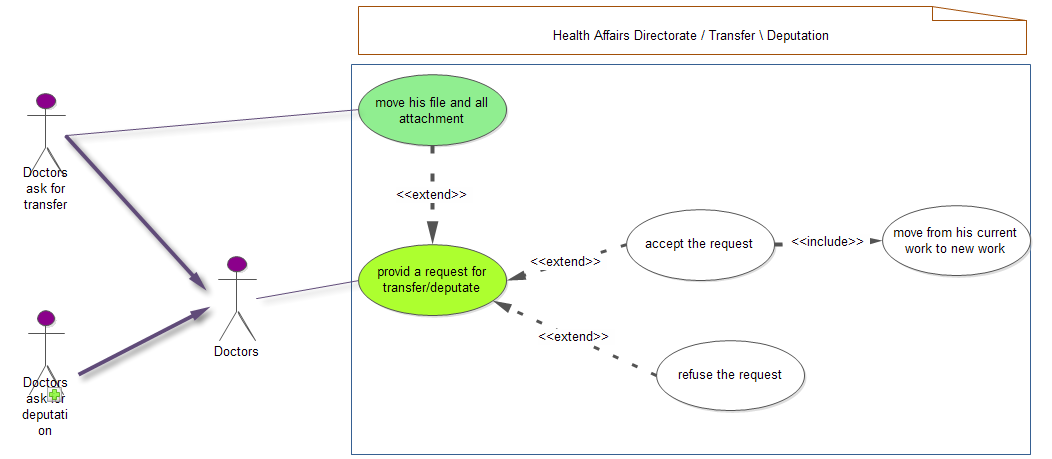 Health Affairs Directorate / Transfer \ Deputation
move his file and all
attachment
Doctors
ask for
transfer
<<extend>>
accept the request
<<include>>
move from his current
work to new work
<<extend>>
provid a request for
transfer/deputate
Doctors
<<extend>>
refuse the request
Doctors
ask for
deputati
on